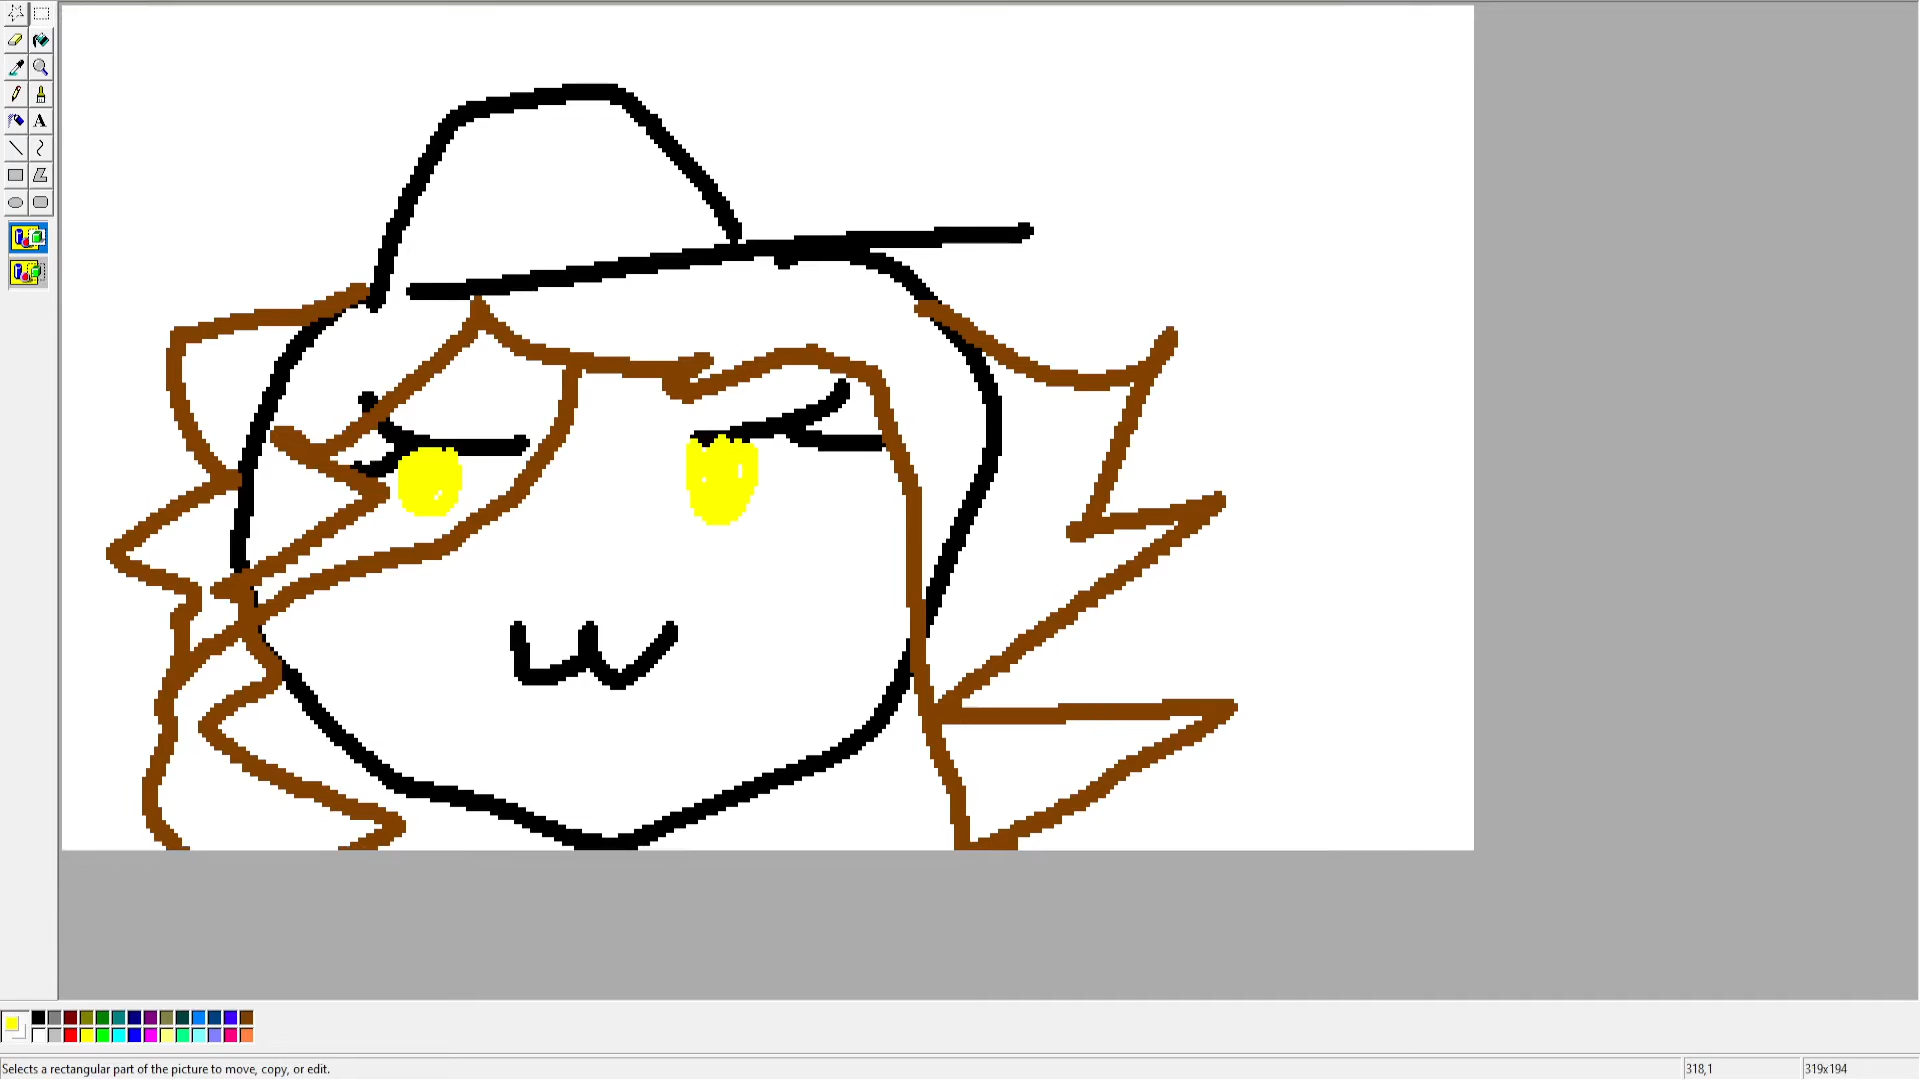 A
Selects a rectangular part of the picture to move, copy, or edit.
318,1
319x194